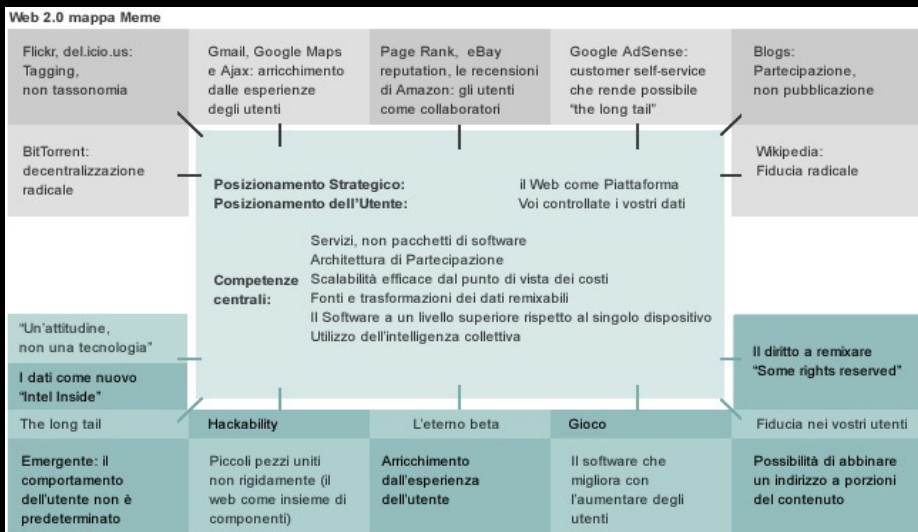 Web 2.0 mappa Meme
Flickr, del.icio.us:
Tagging,
non tassonomia
Gmail, Google Maps
e Ajax: arricchimento
dalle esperienze
degli utenti
Page Rank, eBay
reputation, le recensioni
di Amazon: gli utenti
come collaboratori
Google AdSense:
customer self-service
che rende possibile
“the long tail”
Blogs:
Partecipazione,
non pubblicazione
BitTorrent:
decentralizzazione
radicale
Wikipedia:
Fiducia radicale
Posizionamento Strategico: il Web come Piattaforma
Posizionamento dell'Utente: Voi controllate i vostri dati
Competenze
centrali:
Servizi, non pacchetti di software
Architettura di Partecipazione
Scalabilità efficace dal punto di vista dei costi
Fonti e trasformazioni dei dati remixabili
Il Software a un livello superiore rispetto al singolo dispositivo
Utilizzo dell'intelligenza collettiva
“Un'attitudine,
non una tecnologia”
I dati come nuovo
“Intel Inside”
Il diritto a remixare
“Some rights reserved”
The long tail
Hackability
L'eterno beta
Gioco
Fiducia nei vostri utenti
Emergente: il
comportamento
dell'utente non è
predeterminato
Piccoli pezzi uniti
non rigidamente (il
web come insieme di
componenti)
Arricchimento
dall'esperienza
dell'utente
Il software che
migliora con
l'aumentare degli
utenti
Possibilità di abbinare
un indirizzo a porzioni
del contenuto